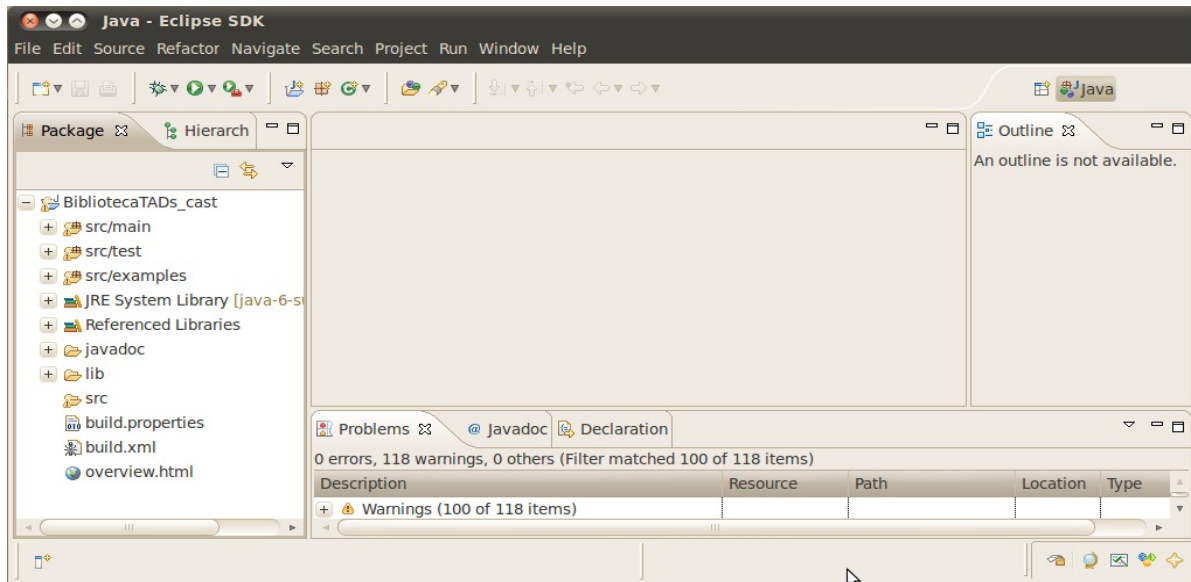 Java - Eclipse SDK
File Edit Source Refactor Navigate Search Project Run Window Help
Java
Package
Hierarch
Outline
An outline is not available.
BibliotecaTADs_cast
src/main
src/test
src/examples
JRE System Library [java-6-s
Referenced Libraries
javadoc
lib
src
build.properties
build.xml
overview.html
Problems
@ Javadoc
Declaration
0 errors, 118 warnings, 0 others (Filter matched 100 of 118 items)
Description Resource Path Location Type
Warnings (100 of 118 items)